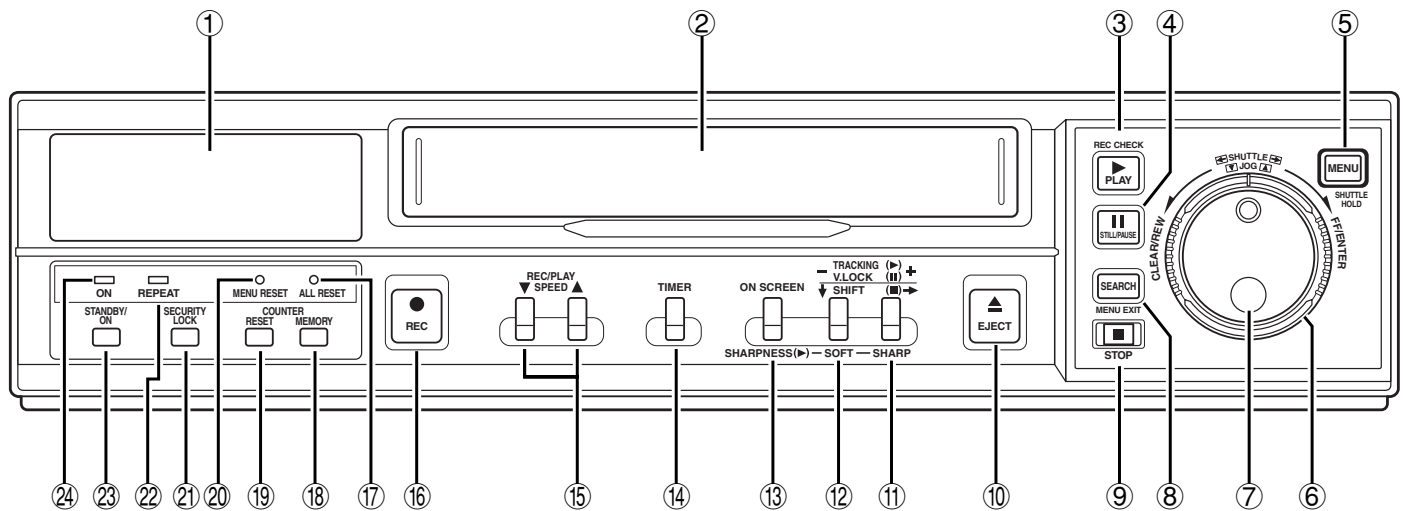 ① ② ③ ④ ⑤
REC CHECK
▶
PLAY
STILL/PAUSE
SEARCH
MENU EXIT
STOP
SHUTTLE
▼ JOG ▲
CLEAR/REW
FF/ENTER
MENU
SHUTTLE
HOLD
ON
REPEAT
MENU RESET
ALL RESET
STANDBY/
ON
SECURITY
LOCK
COUNTER
RESET
MEMORY
REC
REC/PLAY
▼ SPEED ▲
TIMER
ON SCREEN
− TRACKING (▶) +
V.LOCK (II)
SHIFT (■)
SHARPNESS(▶) — SOFT — SHARP
EJECT
㉔ ㉓ ㉒ ㉑ ⑳ ⑲ ⑱ ⑰ ⑯ ⑮ ⑭ ⑬ ⑫ ⑪ ⑩ ⑨ ⑧ ⑦ ⑥